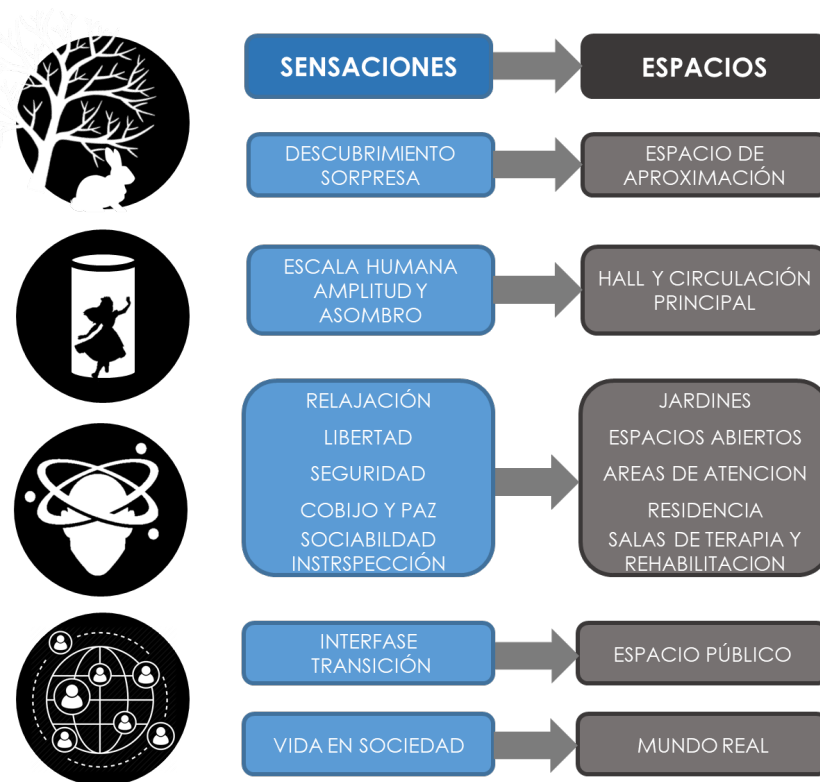 SENSACIONES
ESPACIOS
DESCUBRIMIENTO
SORPRESA
ESPACIO DE
APROXIMACIÓN
ESCALA HUMANA
AMPLITUD Y
ASOMBRO
HALL Y CIRCULACIÓN
PRINCIPAL
RELAJACIÓN
LIBERTAD
SEGURIDAD
COBIJO Y PAZ
SOCIABILDAD
INSTRSPECCIÓN
JARDINES
ESPACIOS ABIERTOS
AREAS DE ATENCION
RESIDENCIA
SALAS DE TERAPIA Y
REHABILITACION
INTERFASE
TRANSICIÓN
ESPACIO PÚBLICO
VIDA EN SOCIEDAD
MUNDO REAL